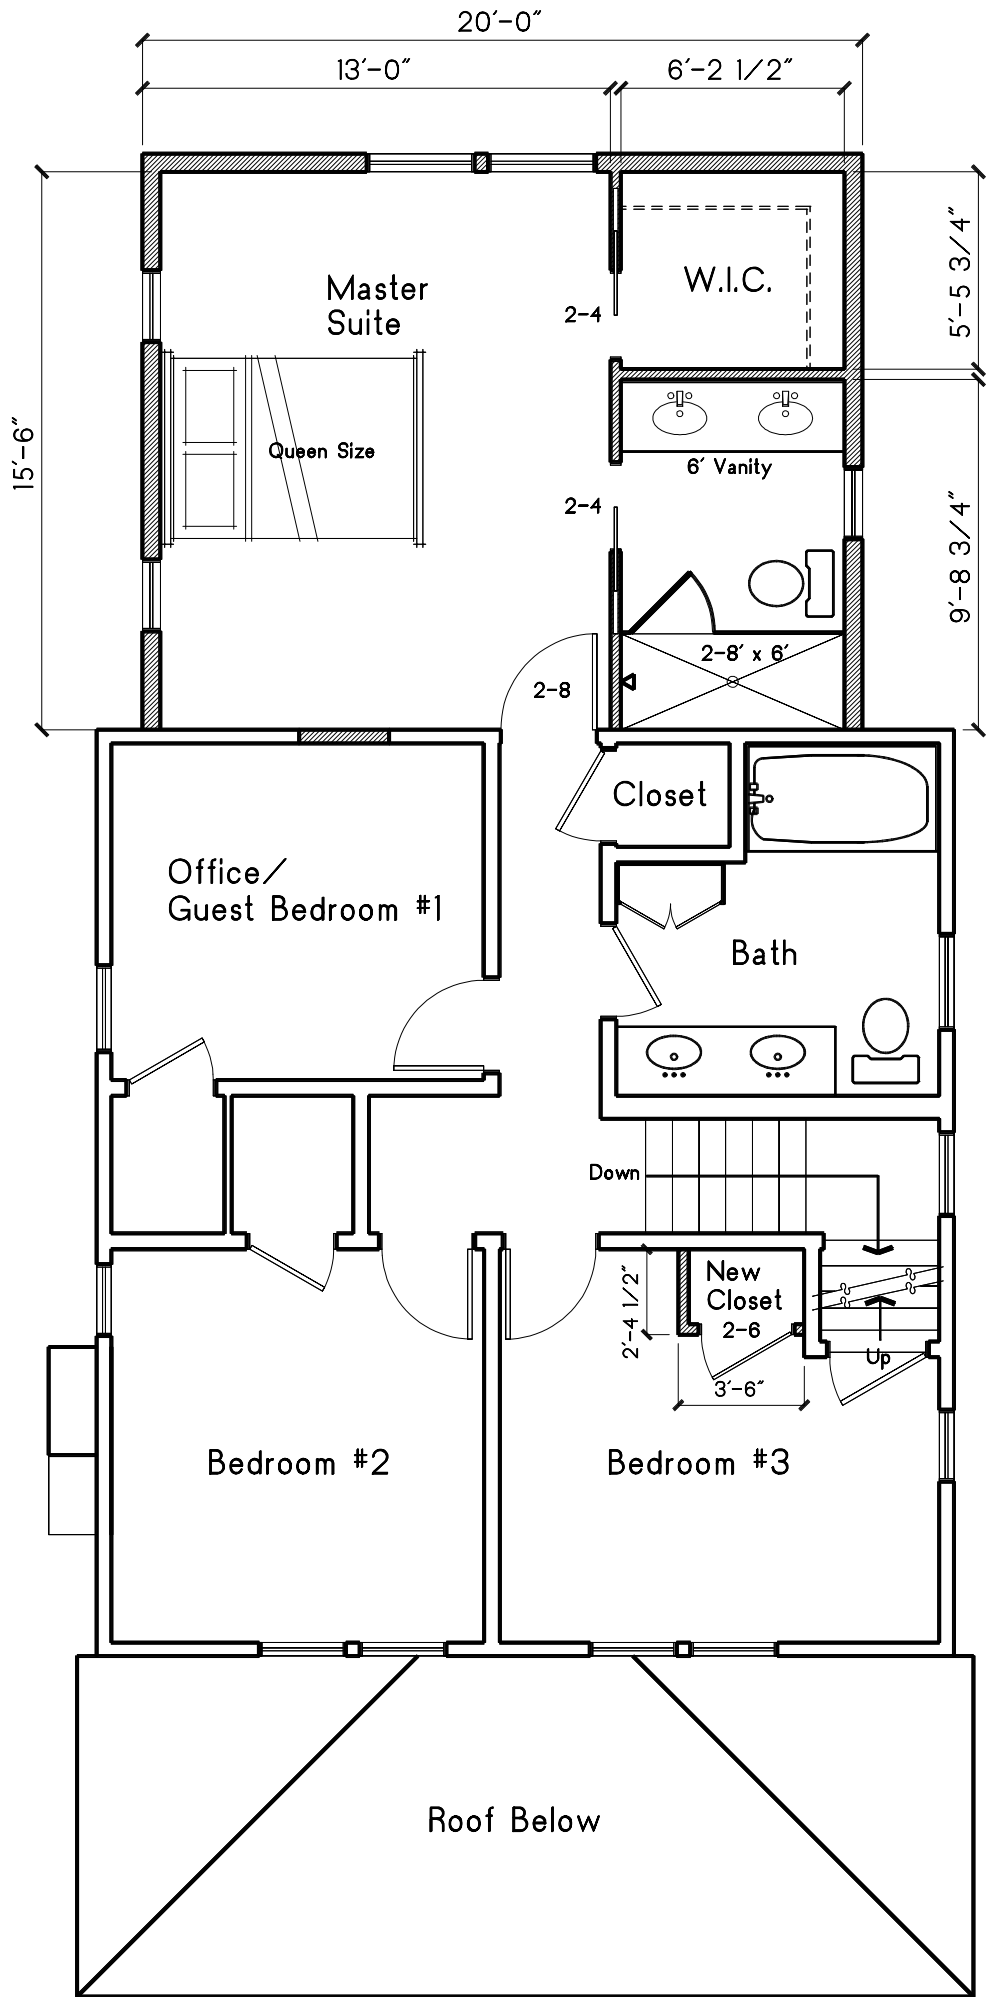 20'-0"
13'-0"
6'-2 1/2"
Master
Suite
W.I.C.
5'-5 3/4"
2-4
15'-6"
Queen Size
6' Vanity
2-4
9'-8 3/4"
2-8' x 6'
2-8
Closet
Office/
Guest Bedroom #1
Bath
Down
New
Closet
2-6
2'-4 1/2"
Up
3'-6"
Bedroom #2
Bedroom #3
Roof Below